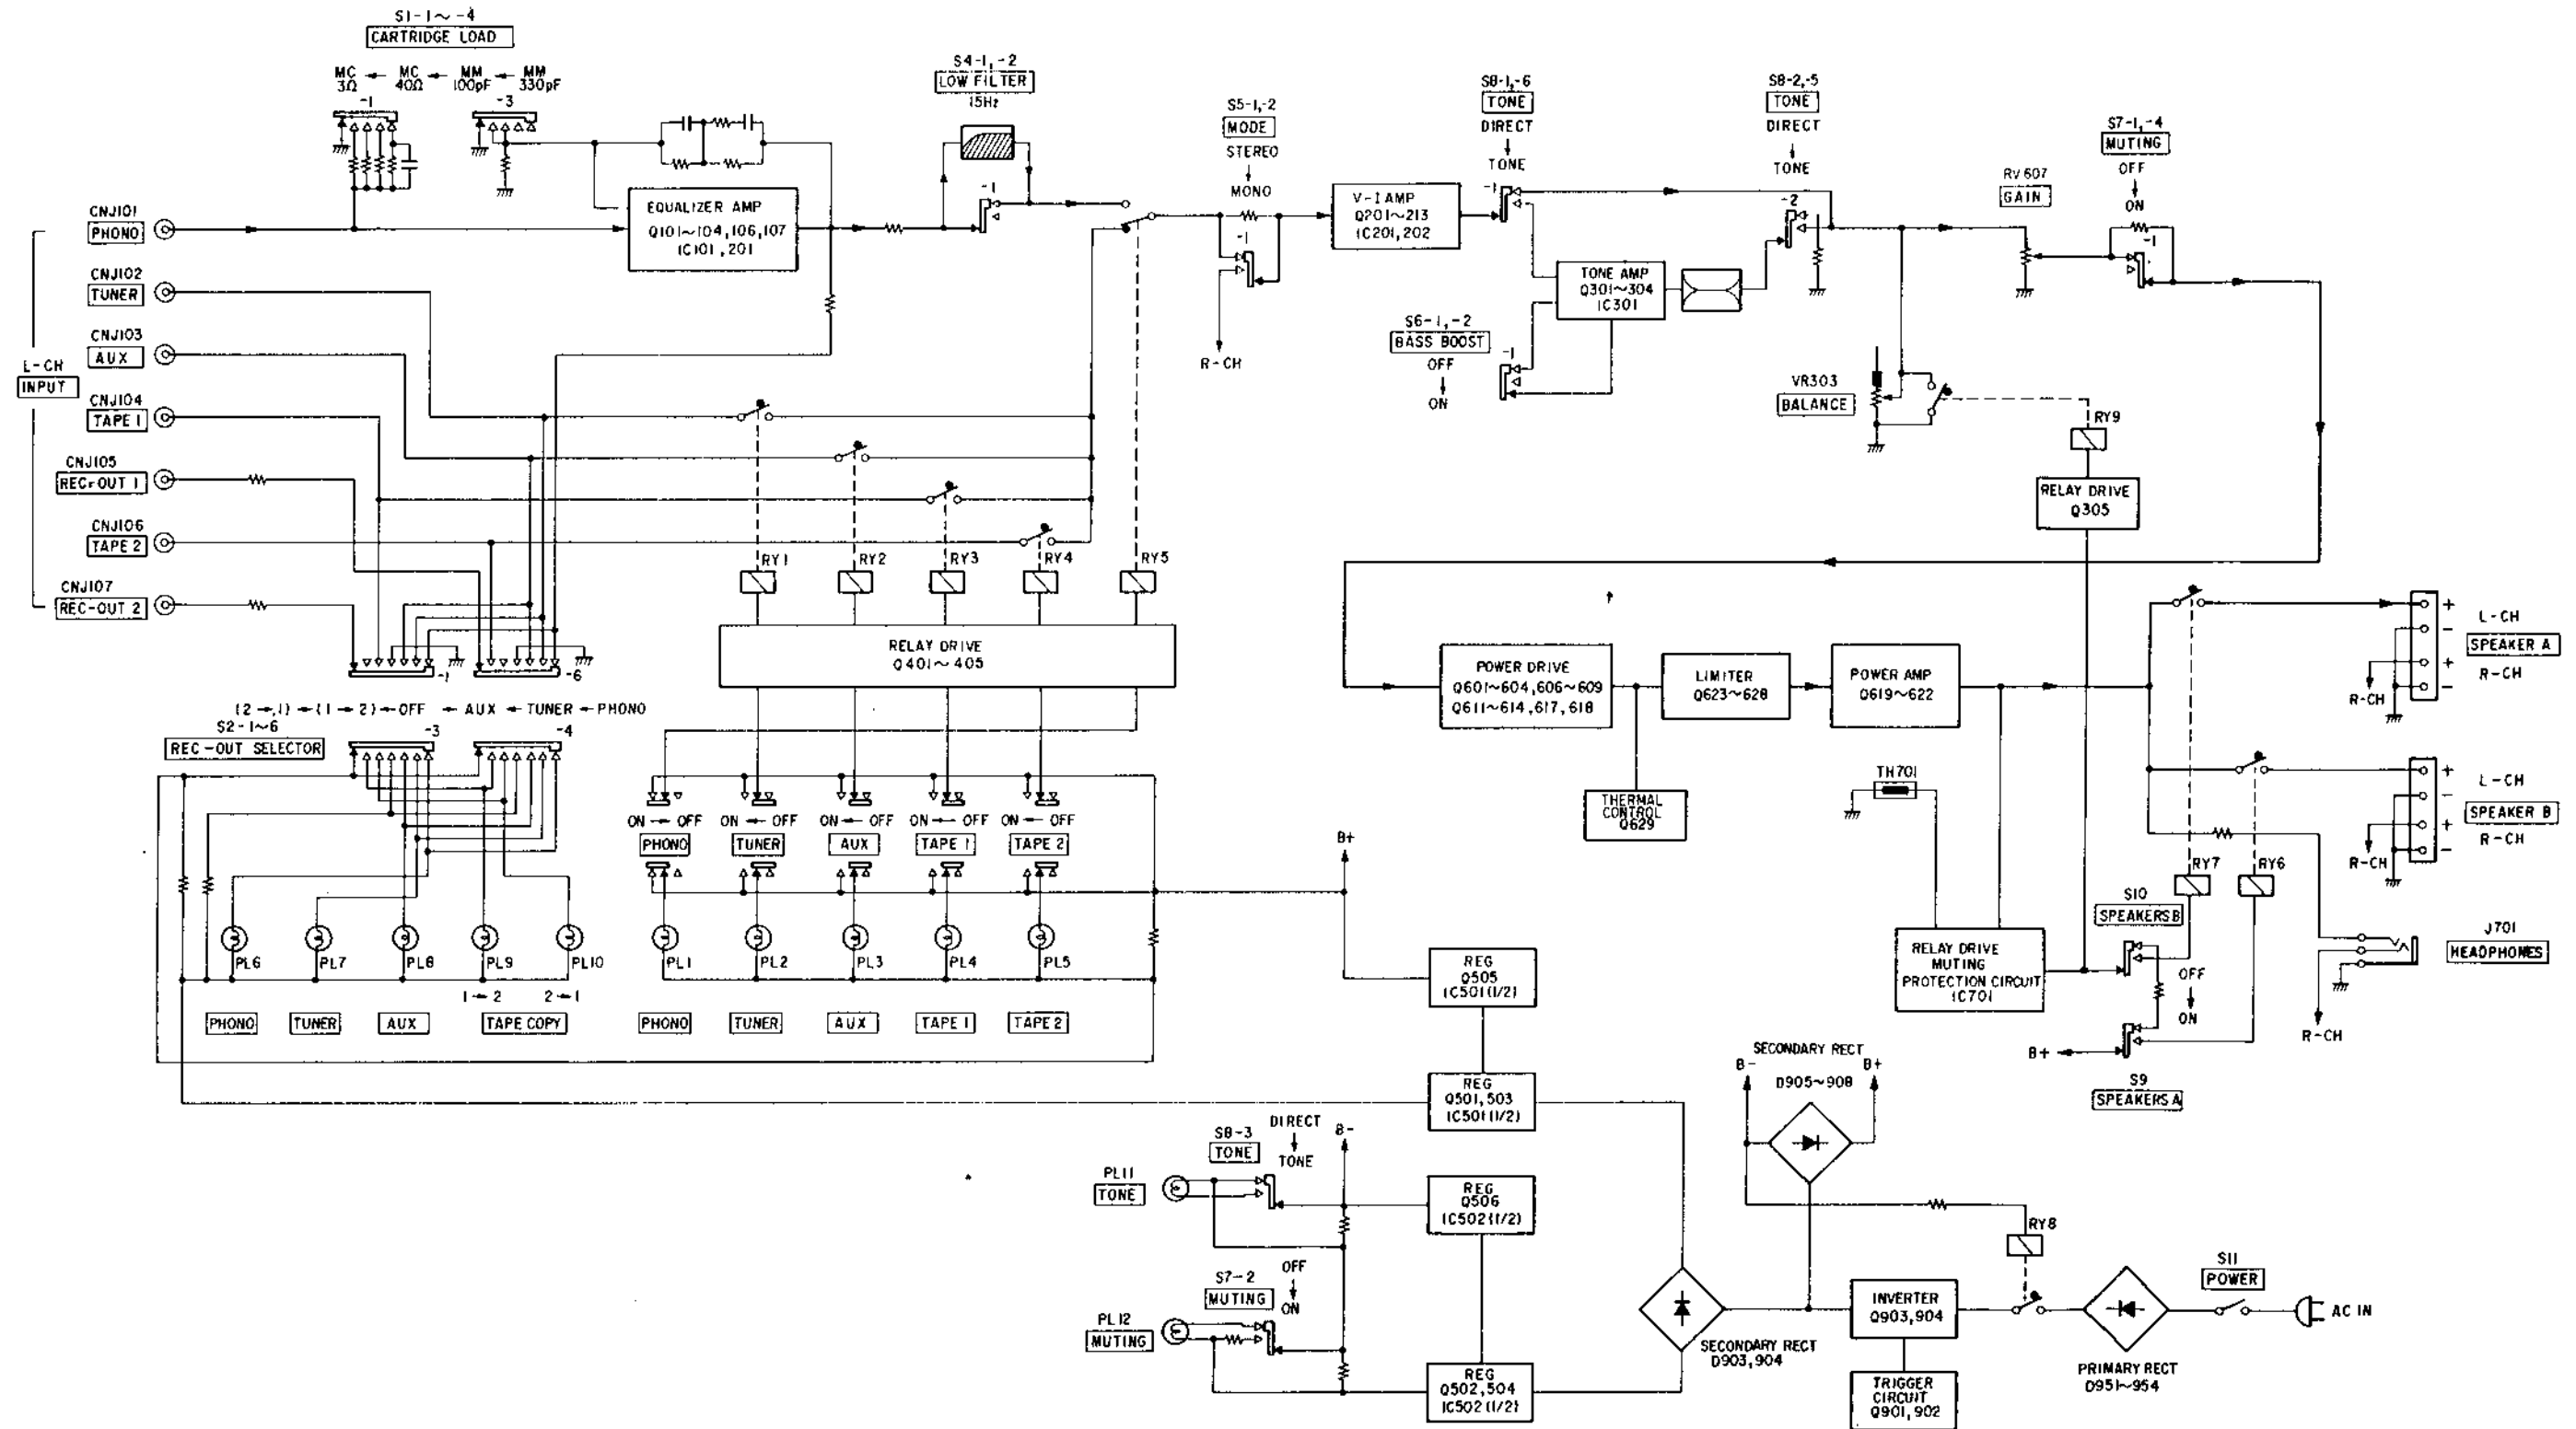 S1-1～-4
CARTRIDGE LOAD
MC ← MC ← MM ← MM
3Ω 40Ω 100pF 330pF
-1
-3
S4-1,-2
LOW FILTER
15Hz
-1
S5-1,-2
MODE
STEREO
↓
MONO
-1
R-CH
S8-1,-6
TONE
DIRECT
↓
TONE
-1
S8-2,-5
TONE
DIRECT
↓
TONE
-2
S7-1,-4
MUTING
OFF
↓
ON
-1
RV607
GAIN
CNJ101
PHONO
CNJ102
TUNER
CNJ103
AUX
L-CH
INPUT
CNJ104
TAPE 1
CNJ105
REC-OUT 1
CNJ106
TAPE 2
CNJ107
REC-OUT 2
EQUALIZER AMP
Q101～104,106,107
IC101,201
V-I AMP
Q201～213
IC201,202
TONE AMP
Q301～304
IC301
S6-1,-2
BASS BOOST
OFF
↓
ON
-1
VR303
BALANCE
RY9
RELAY DRIVE
Q305
RY1
RY2
RY3
RY4
RY5
RELAY DRIVE
Q401～405
-1
-6
(2→1)←(1→2)←OFF ←AUX ←TUNER ←PHONO
S2-1～6
REC-OUT SELECTOR
-3
-4
ON ← OFF
ON ← OFF
ON ← OFF
ON ← OFF
ON ← OFF
PHONO
TUNER
AUX
TAPE 1
TAPE 2
PL6
PL7
PL8
PL9
PL10
PL1
PL2
PL3
PL4
PL5
1→2
2→1
PHONO
TUNER
AUX
TAPE COPY
PHONO
TUNER
AUX
TAPE 1
TAPE 2
POWER DRIVE
Q601～604,606～609
Q611～614,617,618
LIMITER
Q623～628
POWER AMP
Q619～622
THERMAL
CONTROL
Q629
TH701
RELAY DRIVE
MUTING
PROTECTION CIRCUIT
IC701
+
L-CH
-
SPEAKER A
+
R-CH
-
R-CH
+
L-CH
-
SPEAKER B
+
R-CH
-
R-CH
RY7
RY6
S10
SPEAKERS B
OFF
↓
ON
B+
S9
SPEAKERS A
J701
HEADPHONES
R-CH
B+
REG
Q505
IC501(1/2)
REG
Q501,503
IC501(1/2)
S8-3
TONE
DIRECT
↓
TONE
B-
PL11
TONE
REG
Q506
IC502(1/2)
S7-2
MUTING
OFF
↓
ON
PL12
MUTING
REG
Q502,504
IC502(1/2)
SECONDARY RECT
D905～908
B-
B+
SECONDARY RECT
D903,904
RY8
INVERTER
Q903,904
TRIGGER
CIRCUIT
Q901,902
PRIMARY RECT
D951～954
S11
POWER
AC IN